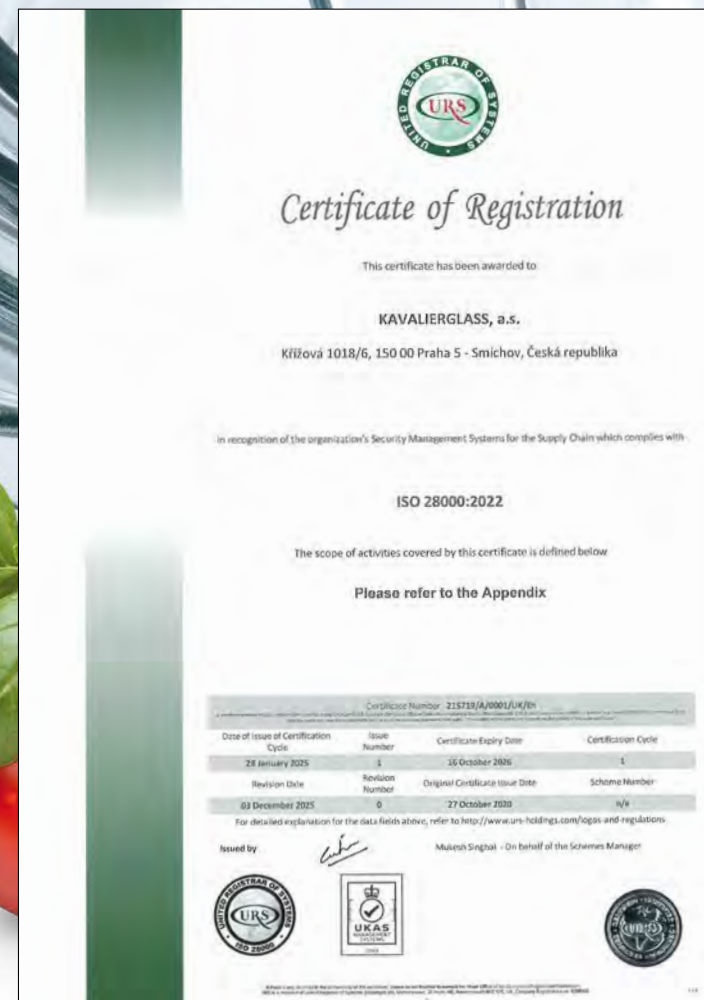 UNITED REGISTRAR OF SYSTEMS
URS
Certificate of Registration
This certificate has been awarded to
KAVALIERGLASS, a.s.
Křížová 1018/6, 150 00 Praha 5 - Smíchov, Česká republika
in recognition of the organization's Security Management Systems for the Supply Chain which complies with
ISO 28000:2022
The scope of activities covered by this certificate is defined below
Please refer to the Appendix
Certificate Number 215719/A/0001/UK/En
Date of Issue of Certification Cycle
Issue Number
Certificate Expiry Date
Certification Cycle
28 January 2025
1
16 October 2026
1
Revision Date
Revision Number
Original Certificate Issue Date
Scheme Number
03 December 2025
0
27 October 2020
n/a
For detailed explanation for the data fields above, refer to http://www.urs-holdings.com/logos-and-regulations
Issued by
Mukesh Singhal - On behalf of the Schemes Manager
UNITED REGISTRAR OF SYSTEMS
URS
ISO 28000
UKAS
MANAGEMENT
SYSTEMS
URS